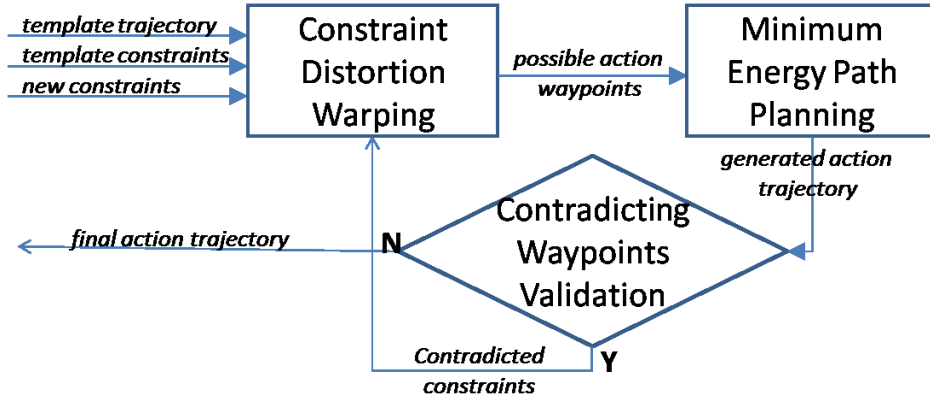 template trajectory
template constraints
new constraints
Constraint
Distortion
Warping
possible action
waypoints
Minimum
Energy Path
Planning
generated action
trajectory
Contradicting
Waypoints
Validation
N
final action trajectory
Y
Contradicted
constraints